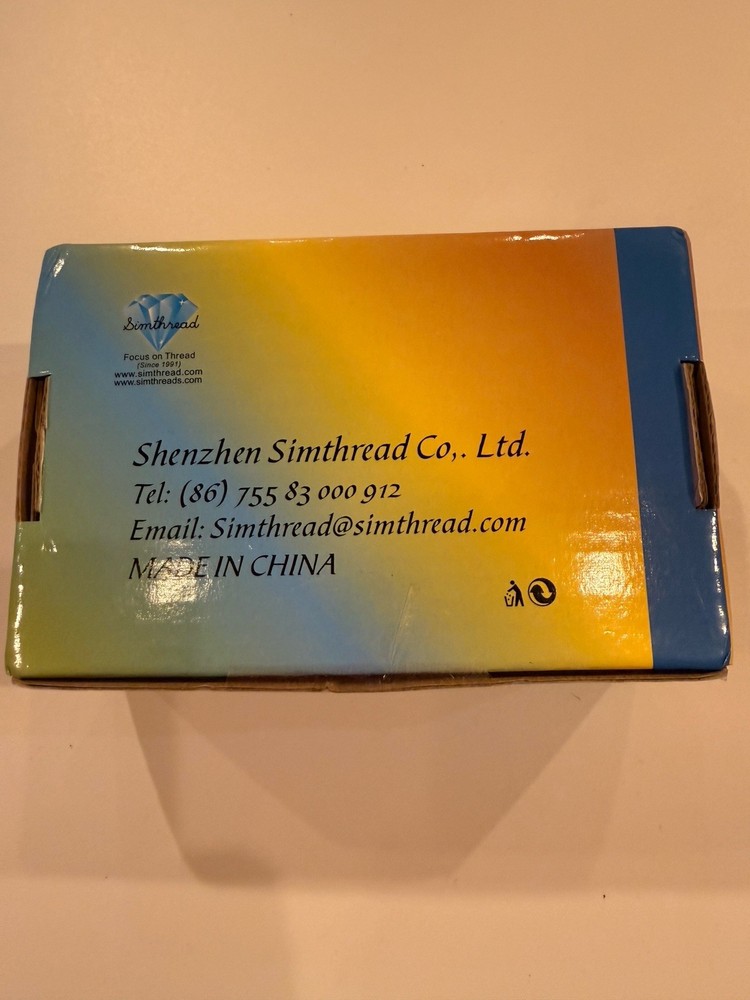 Simthread
Focus on Thread
(Since 1991)
www.simthread.com
www.simthreads.com
Shenzhen Simthread Co,. Ltd.
Tel: (86) 755 83 000 912
Email: Simthread@simthread.com
MADE IN CHINA